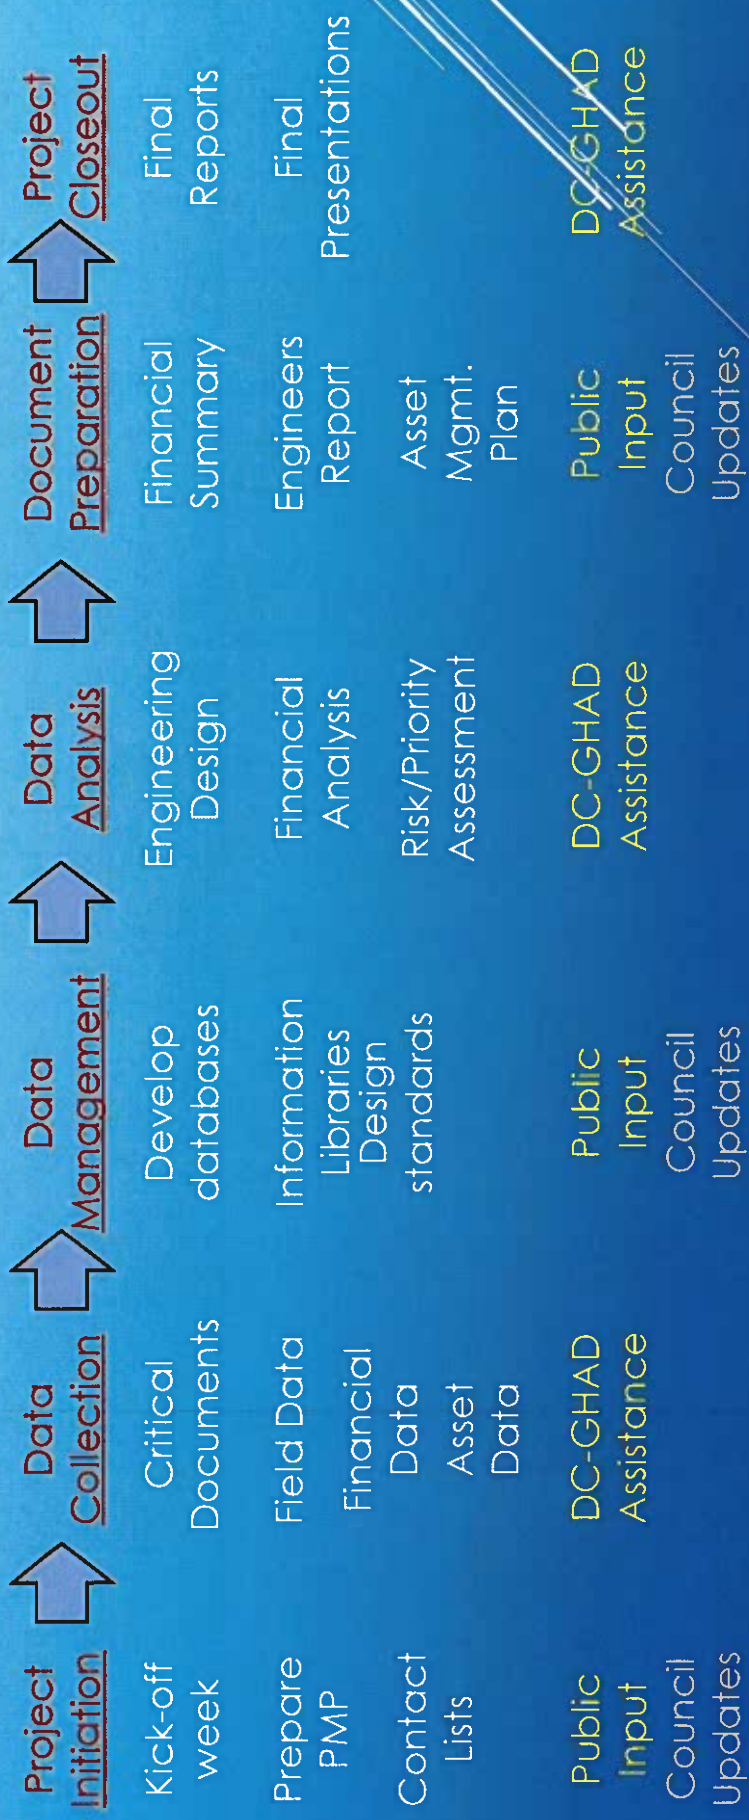 Project
Initiation
Kick-off
week
Prepare
PMP
Contact
Lists
Public
Input
Council
Updates
Data
Collection
Critical
Documents
Field Data
Financial
Data
Asset
Data
DC-GHAD
Assistance
Data
Management
Develop
databases
Information
Libraries
Design
standards
Public
Input
Council
Updates
Data
Analysis
Engineering
Design
Financial
Analysis
Risk/Priority
Assessment
DC-GHAD
Assistance
Document
Preparation
Financial
Summary
Engineers
Report
Asset
Mgmt.
Plan
Public
Input
Council
Updates
Project
Closeout
Final
Reports
Final
Presentations
DC-GHAD
Assistance